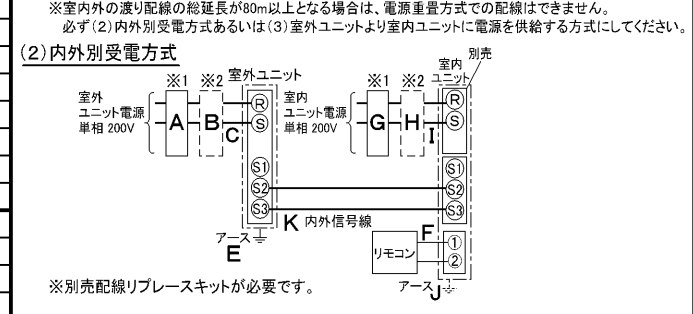 ※室内外の渡り配線の総延長が80m以上となる場合は、電源重畳方式での配線はできません。
必ず(2)内外別受電方式あるいは(3)室外ユニットより室内ユニットに電源を供給する方式にしてください。
(2)内外別受電方式
※1 ※2 室外ユニット
※1 ※2 室内ユニット 別売
室外
ユニット電源
単相 200V
A B C
R
S
室内
ユニット電源
単相 200V
G H I
R
S
S1
S2
S3
S1
S2
S3
K 内外信号線
アース
E
リモコン
F
1
2
アース J
※別売配線リプレースキットが必要です。